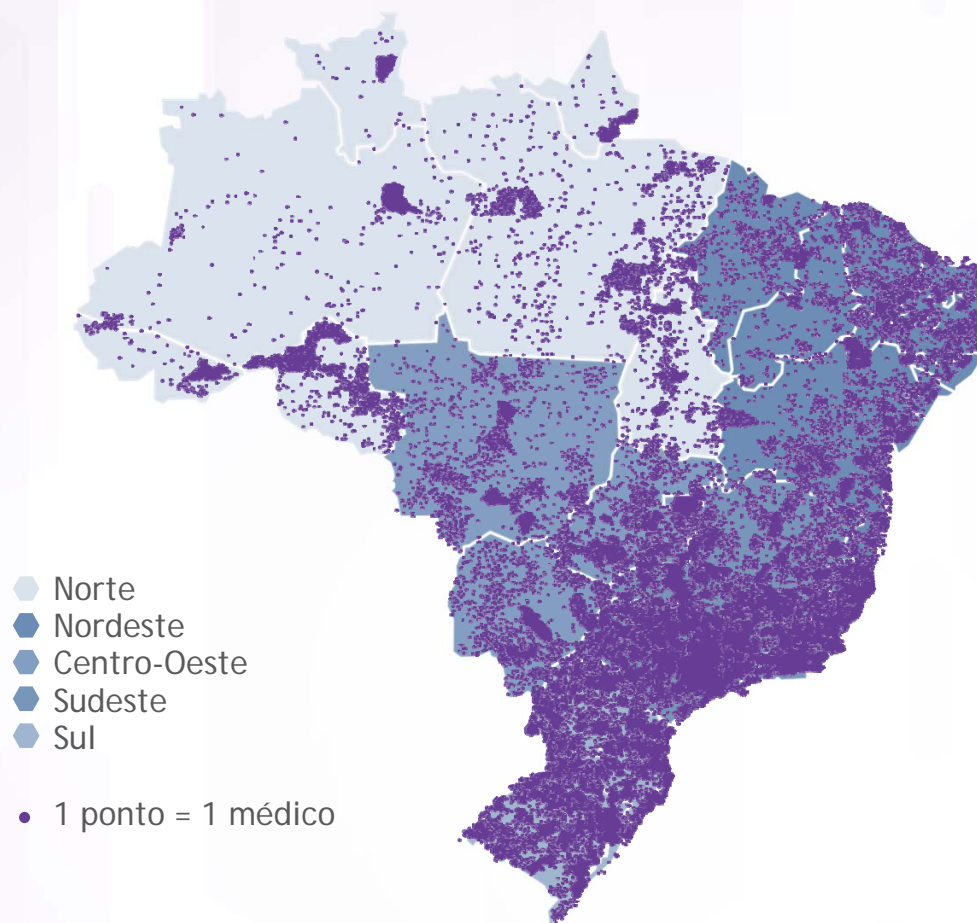 Norte
Nordeste
Centro-Oeste
Sudeste
Sul
1 ponto = 1 médico